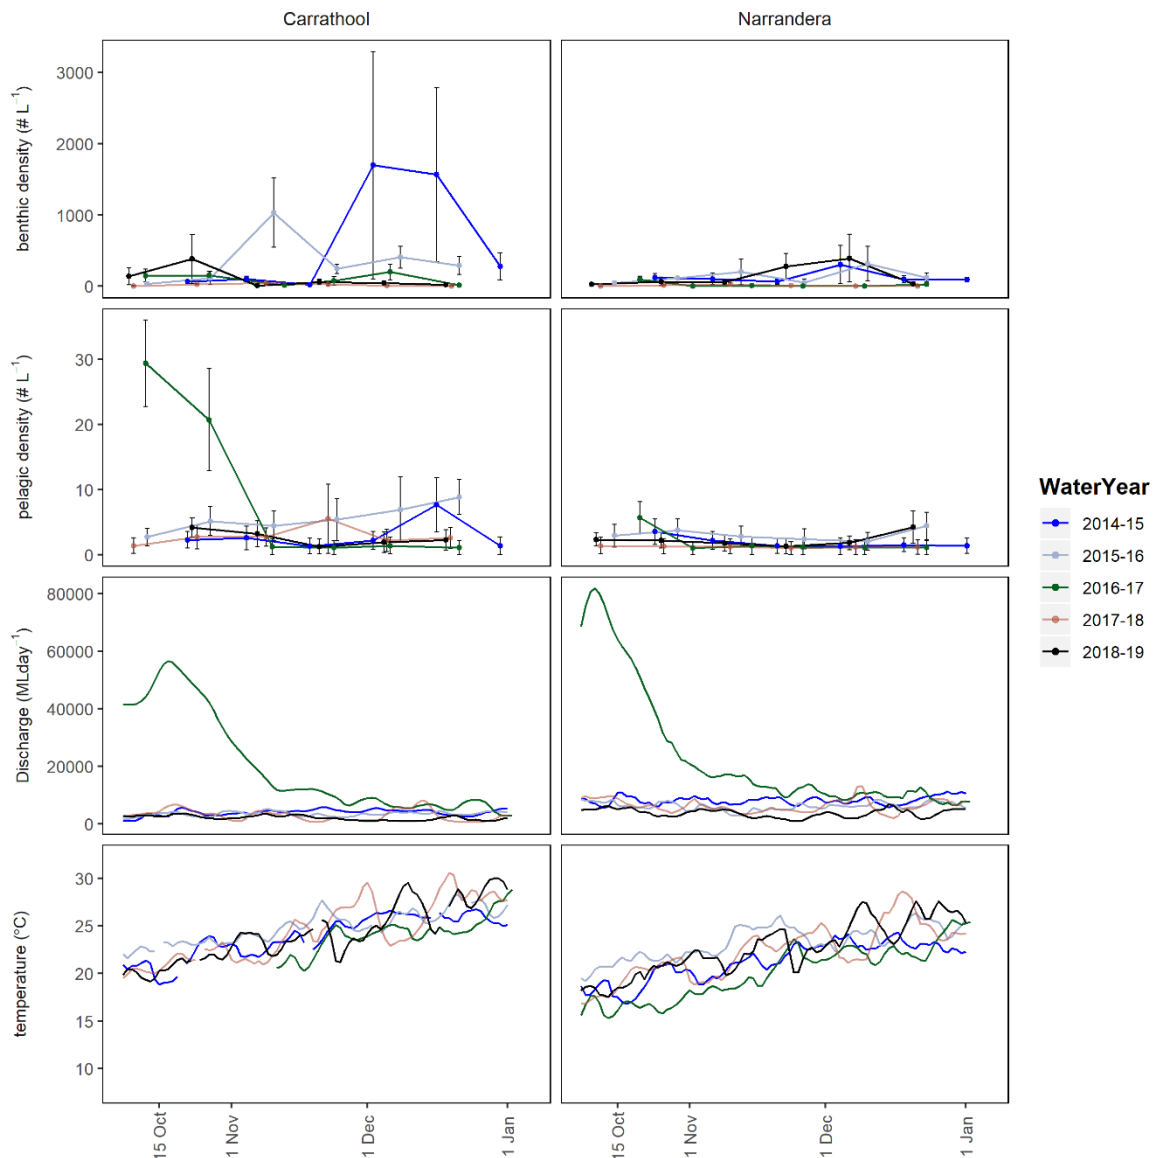 Carrathool
Narrandera
benthic density (# L⁻¹)
3000
2000
1000
0
pelagic density (# L⁻¹)
30
20
10
0
Discharge (MLday⁻¹)
80000
60000
40000
20000
0
temperature (°C)
30
25
20
15
10
15 Oct
1 Nov
1 Dec
1 Jan
15 Oct
1 Nov
1 Dec
1 Jan
WaterYear
2014-15
2015-16
2016-17
2017-18
2018-19